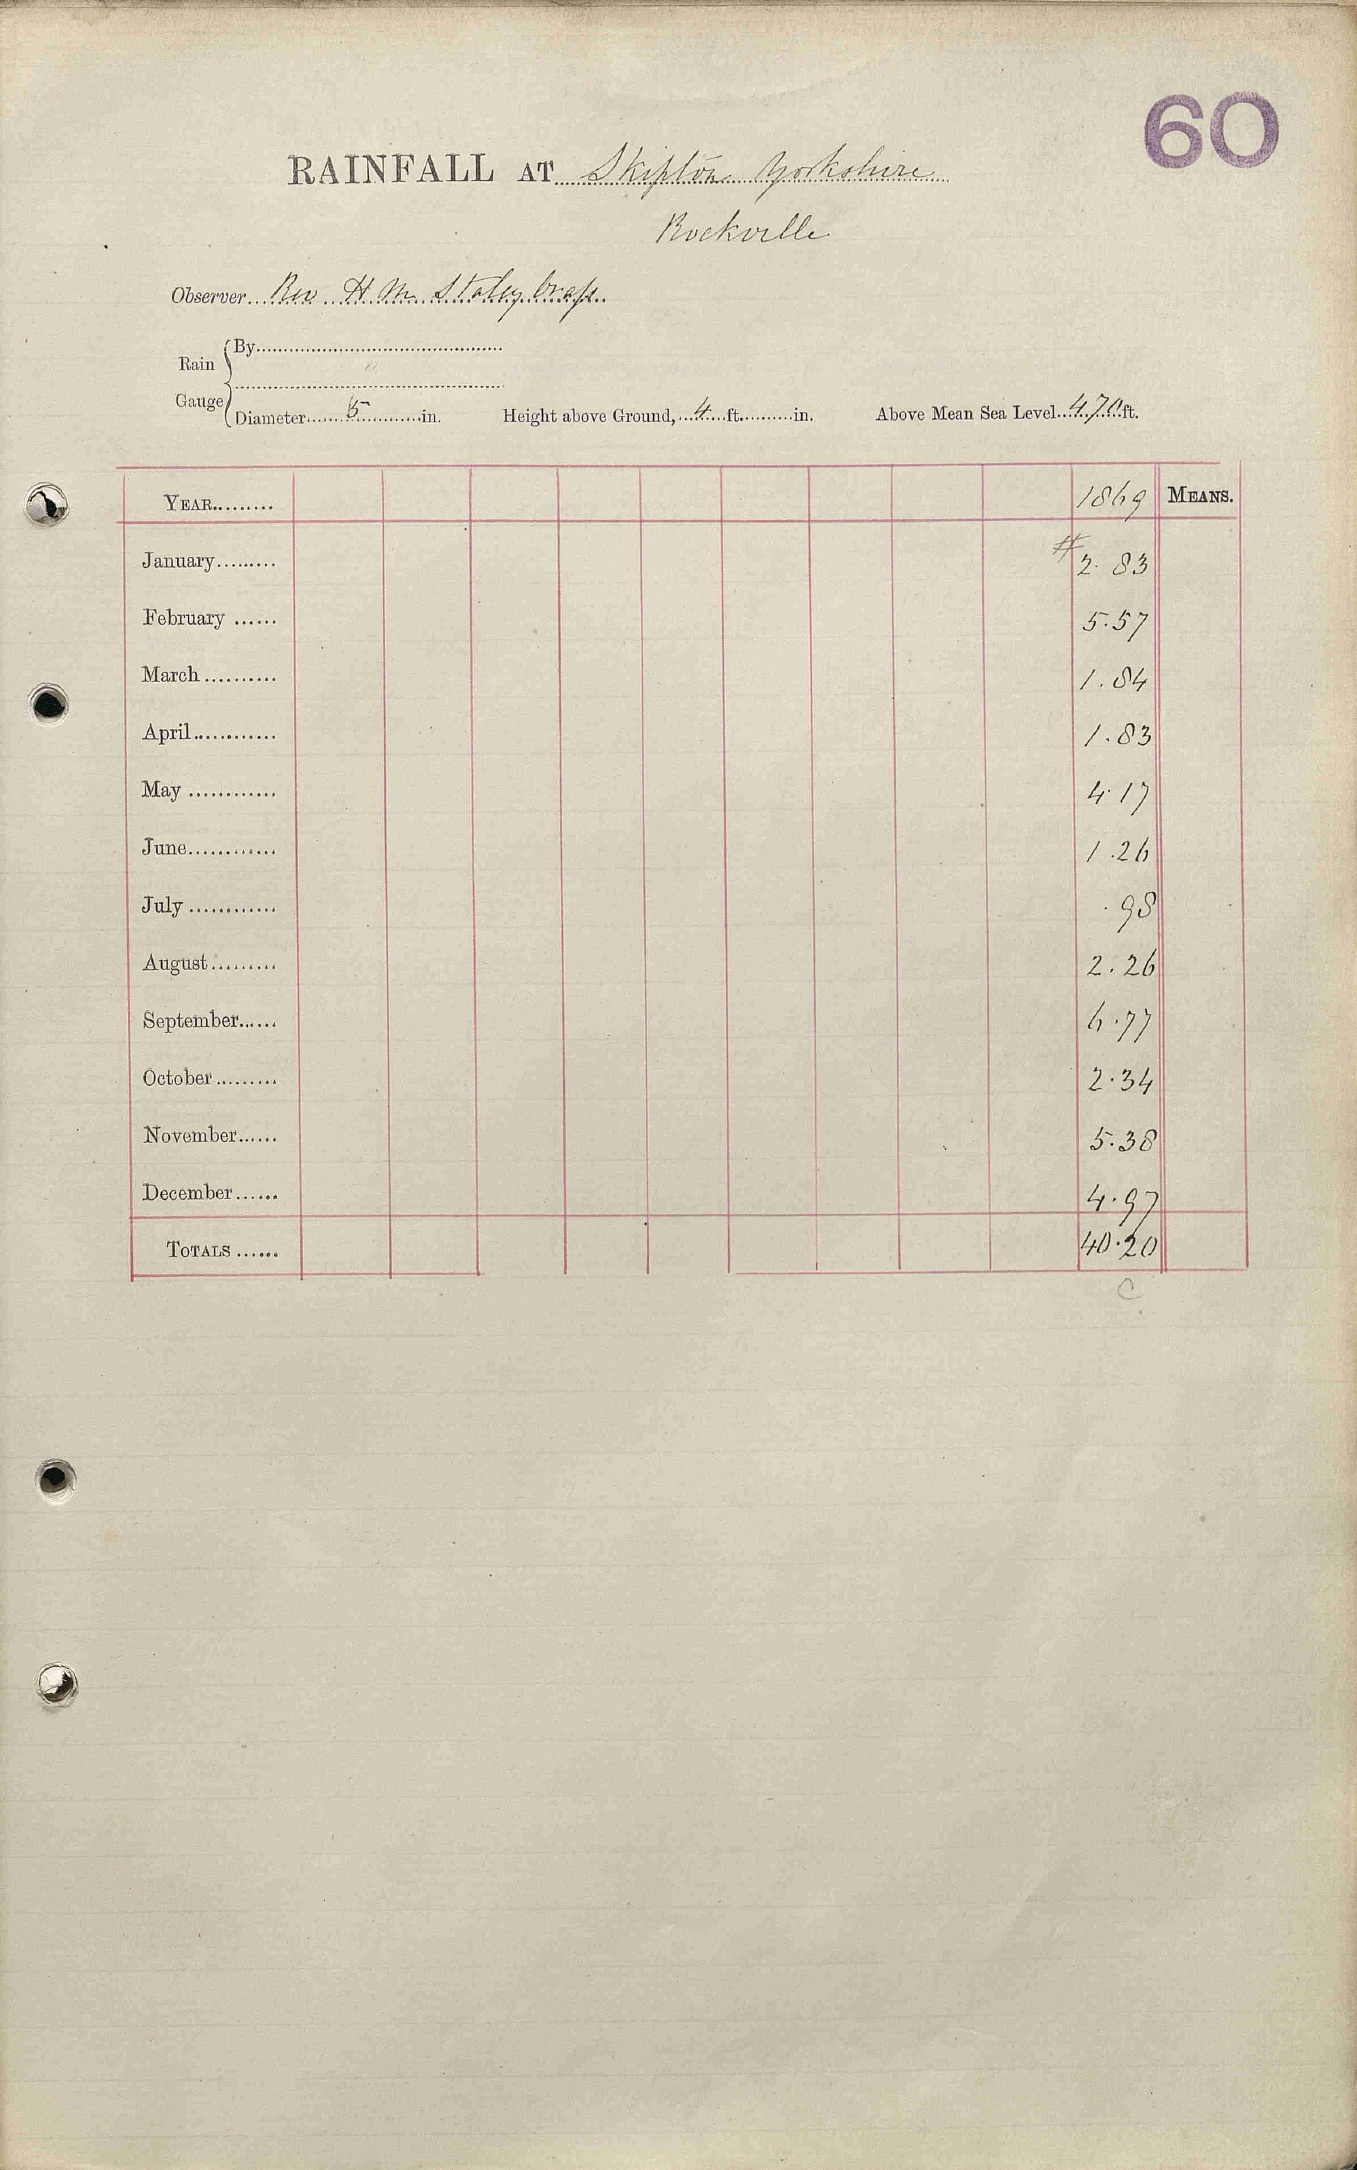 60
RAINFALL AT Skipton Yorkshire
Rockville
Observer Rev H M Stallybrass
Rain Gauge
By
Diameter 5 in. Height above Ground, 4 ft. in. Above Mean Sea Level 470 ft.
YEAR 1869 MEANS.
January # 2.83
February 5.57
March 1.84
April 1.83
May 4.17
June 1.26
July .98
August 2.26
September 6.77
October 2.34
November 5.38
December 4.97
TOTALS 40.20
C